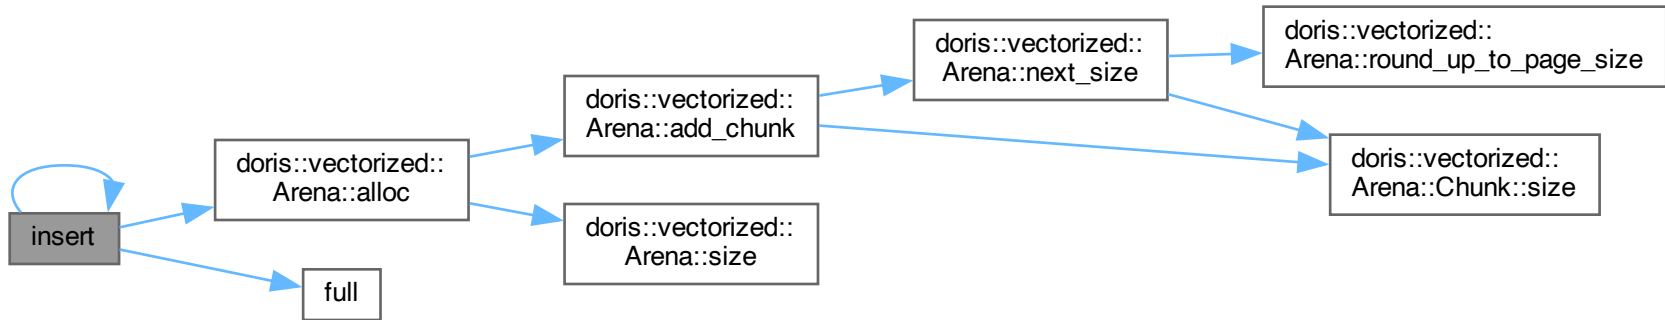 insert
doris::vectorized::
Arena::alloc
full
doris::vectorized::
Arena::add_chunk
doris::vectorized::
Arena::size
doris::vectorized::
Arena::next_size
doris::vectorized::
Arena::round_up_to_page_size
doris::vectorized::
Arena::Chunk::size